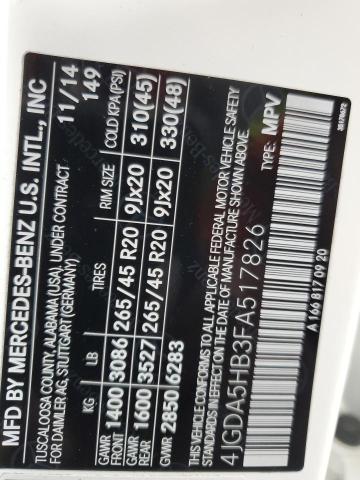 MFD BY MERCEDES-BENZ U.S. INTL., INC
TUSCALOOSA COUNTY, ALABAMA (USA), UNDER CONTRACT 11/14
FOR DAIMLER AG, STUTTGART (GERMANY) 149
KG LB TIRES RIM SIZE COLD KPA(PSI)
GAWR FRONT 1400 3086 265/45 R20 9Jx20 310(45)
GAWR REAR 1600 3527 265/45 R20 9Jx20 330(48)
GVWR 2850 6283
THIS VEHICLE CONFORMS TO ALL APPLICABLE FEDERAL MOTOR VEHICLE SAFETY
STANDARDS IN EFFECT ON THE DATE OF MANUFACTURE SHOWN ABOVE.
4JGDA5HB3FA517826 TYPE: MPV
A 166 817 09 20